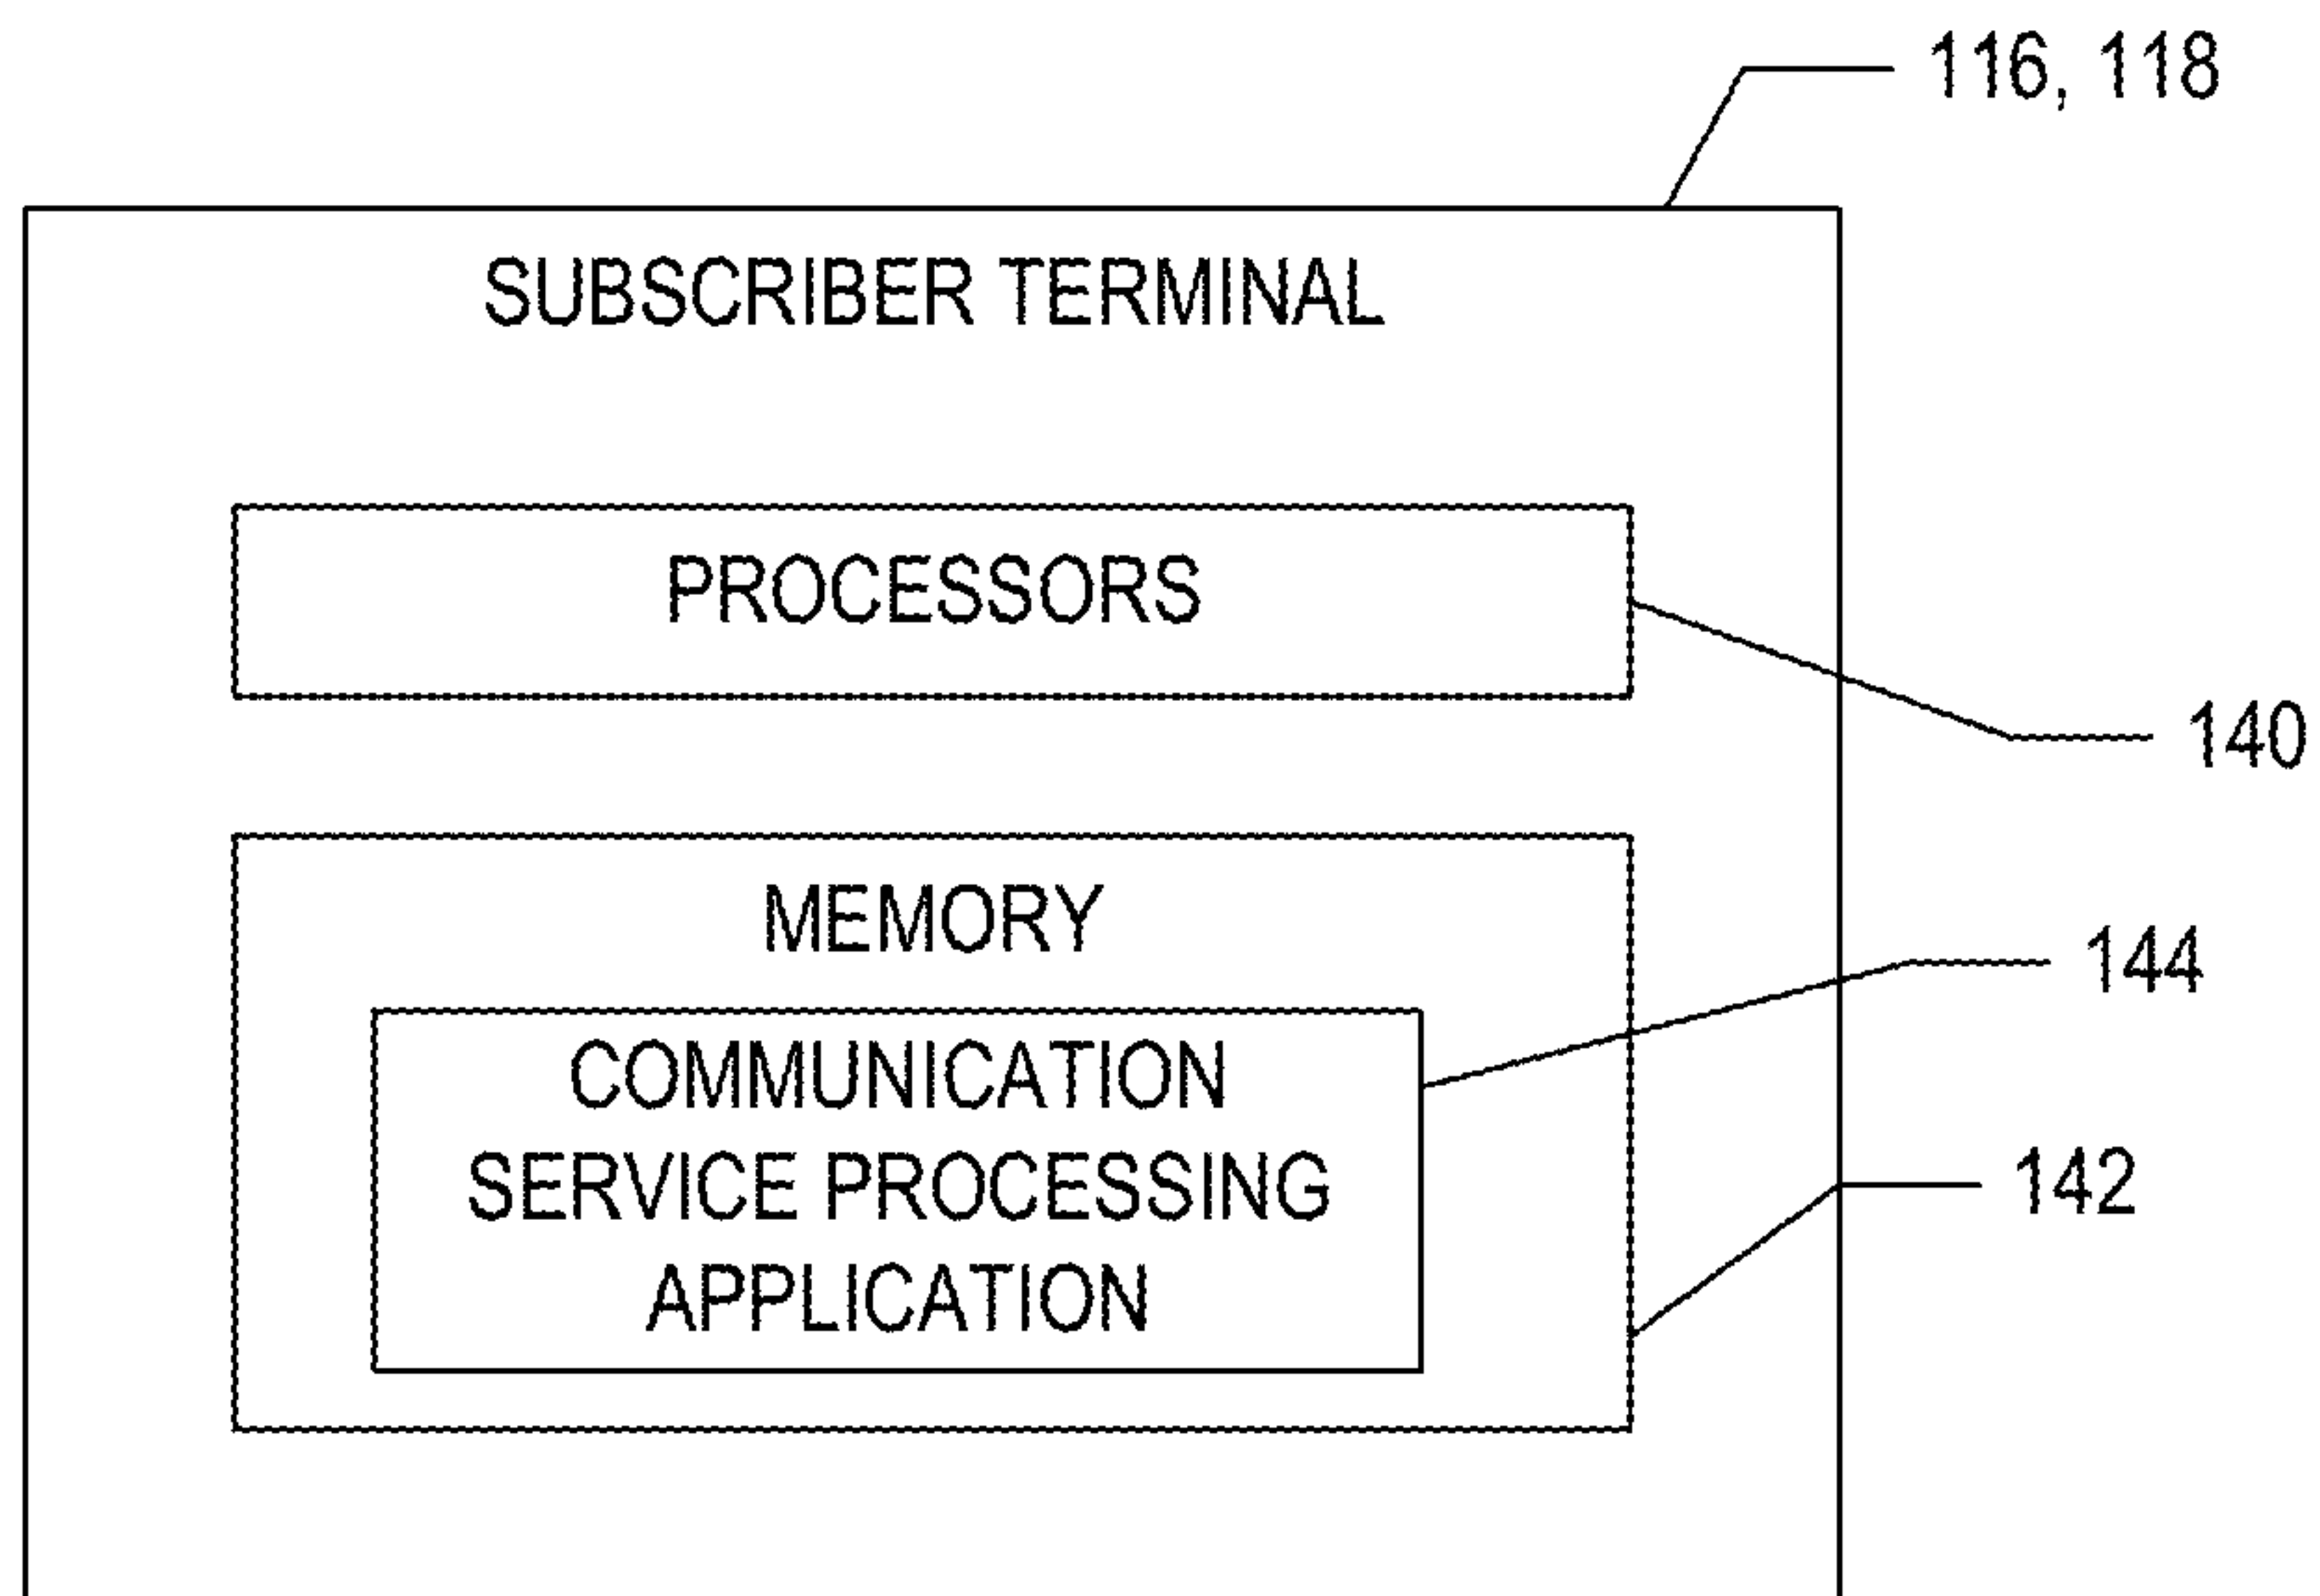 116, 118
SUBSCRIBER TERMINAL
PROCESSORS
140
MEMORY
144
COMMUNICATION
SERVICE PROCESSING
APPLICATION
142